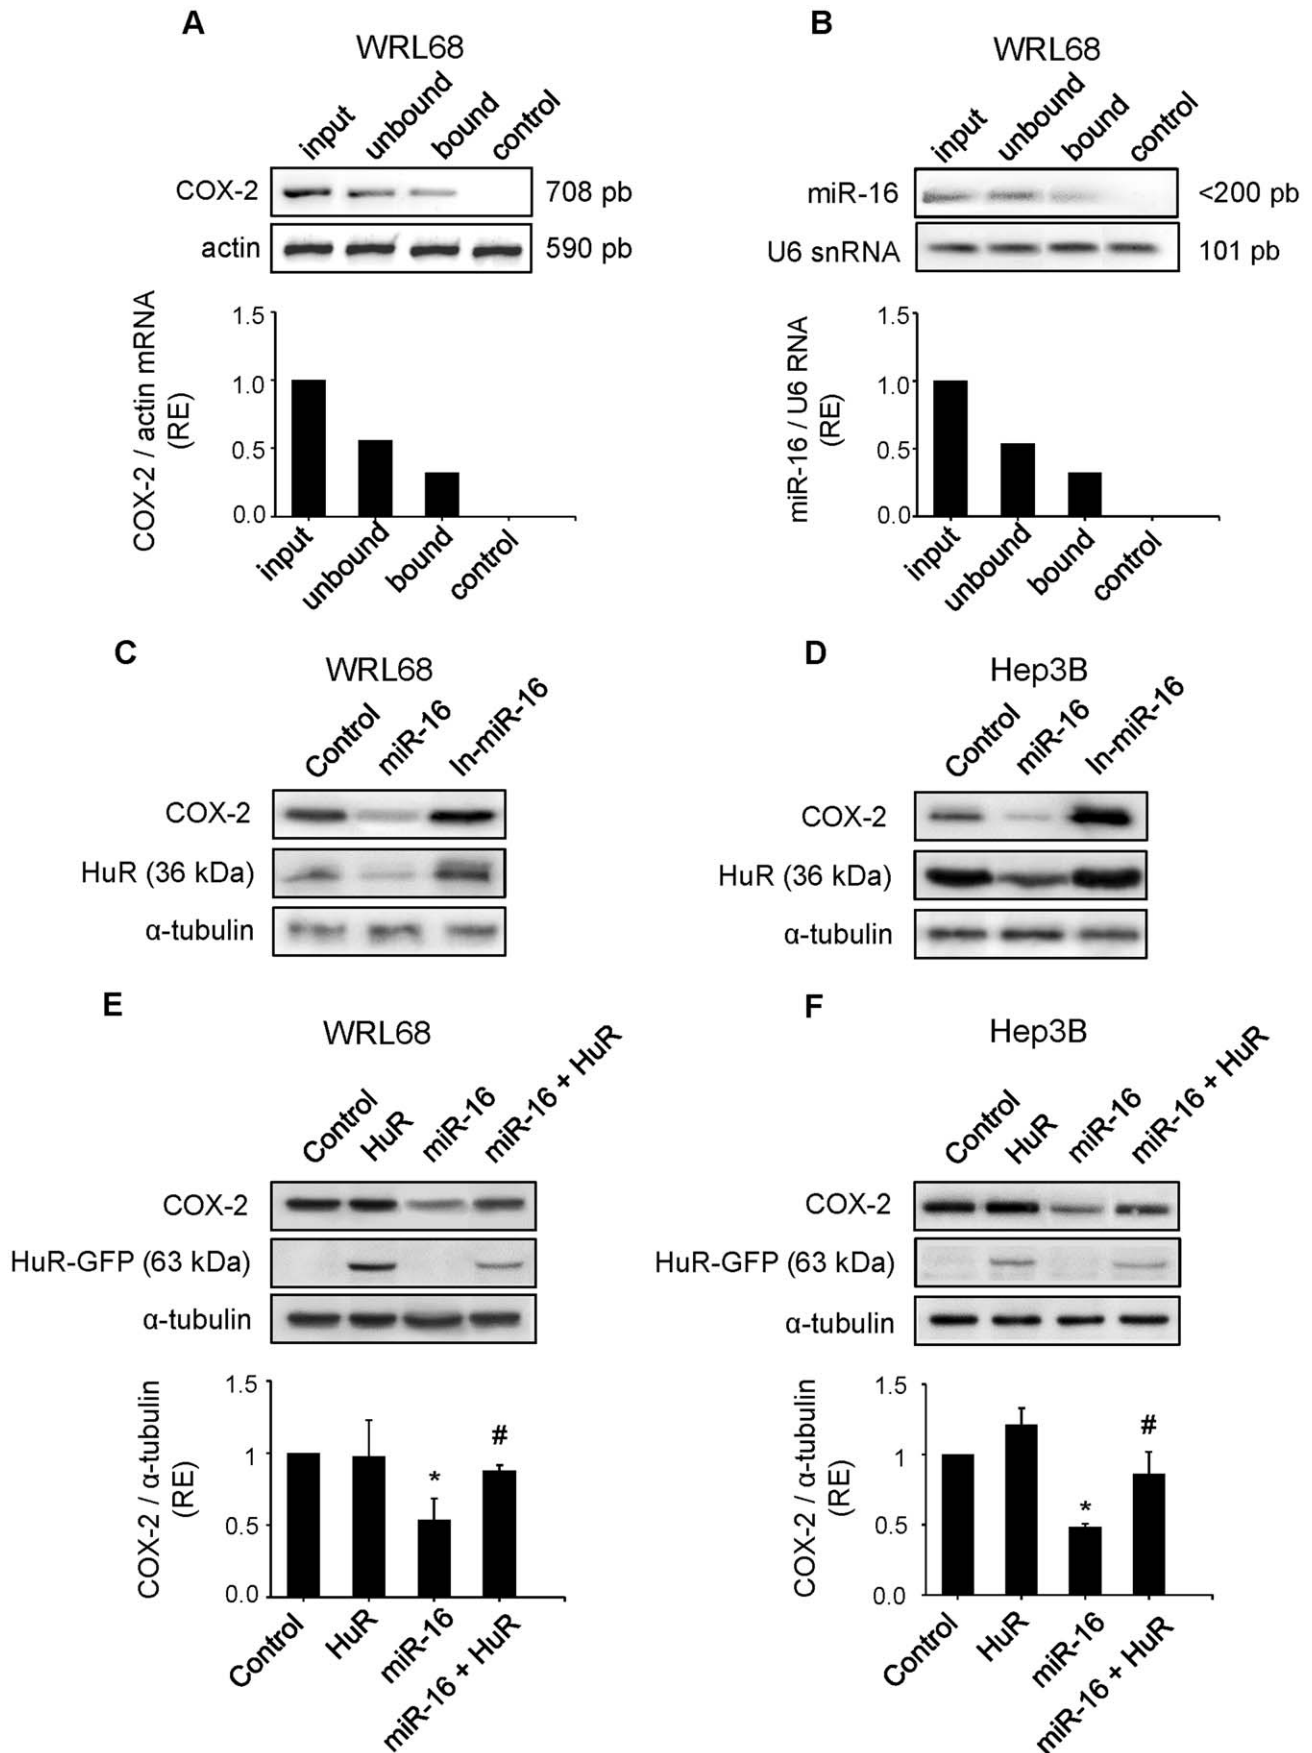 A
WRL68
input
unbound
bound
control
COX-2
708 pb
actin
590 pb
COX-2 / actin mRNA
(RE)
1.5
1.0
0.5
0.0
input
unbound
bound
control
B
WRL68
input
unbound
bound
control
miR-16
<200 pb
U6 snRNA
101 pb
miR-16 / U6 RNA
(RE)
1.5
1.0
0.5
0.0
input
unbound
bound
control
C
WRL68
Control
miR-16
In-miR-16
COX-2
HuR (36 kDa)
α-tubulin
D
Hep3B
Control
miR-16
In-miR-16
COX-2
HuR (36 kDa)
α-tubulin
E
WRL68
Control
HuR
miR-16
miR-16 + HuR
COX-2
HuR-GFP (63 kDa)
α-tubulin
COX-2 / α-tubulin
(RE)
1.5
1
0.5
0.0
*
#
Control
HuR
miR-16
miR-16 + HuR
F
Hep3B
Control
HuR
miR-16
miR-16 + HuR
COX-2
HuR-GFP (63 kDa)
α-tubulin
COX-2 / α-tubulin
(RE)
1.5
1
0.5
0.0
*
#
Control
HuR
miR-16
miR-16 + HuR